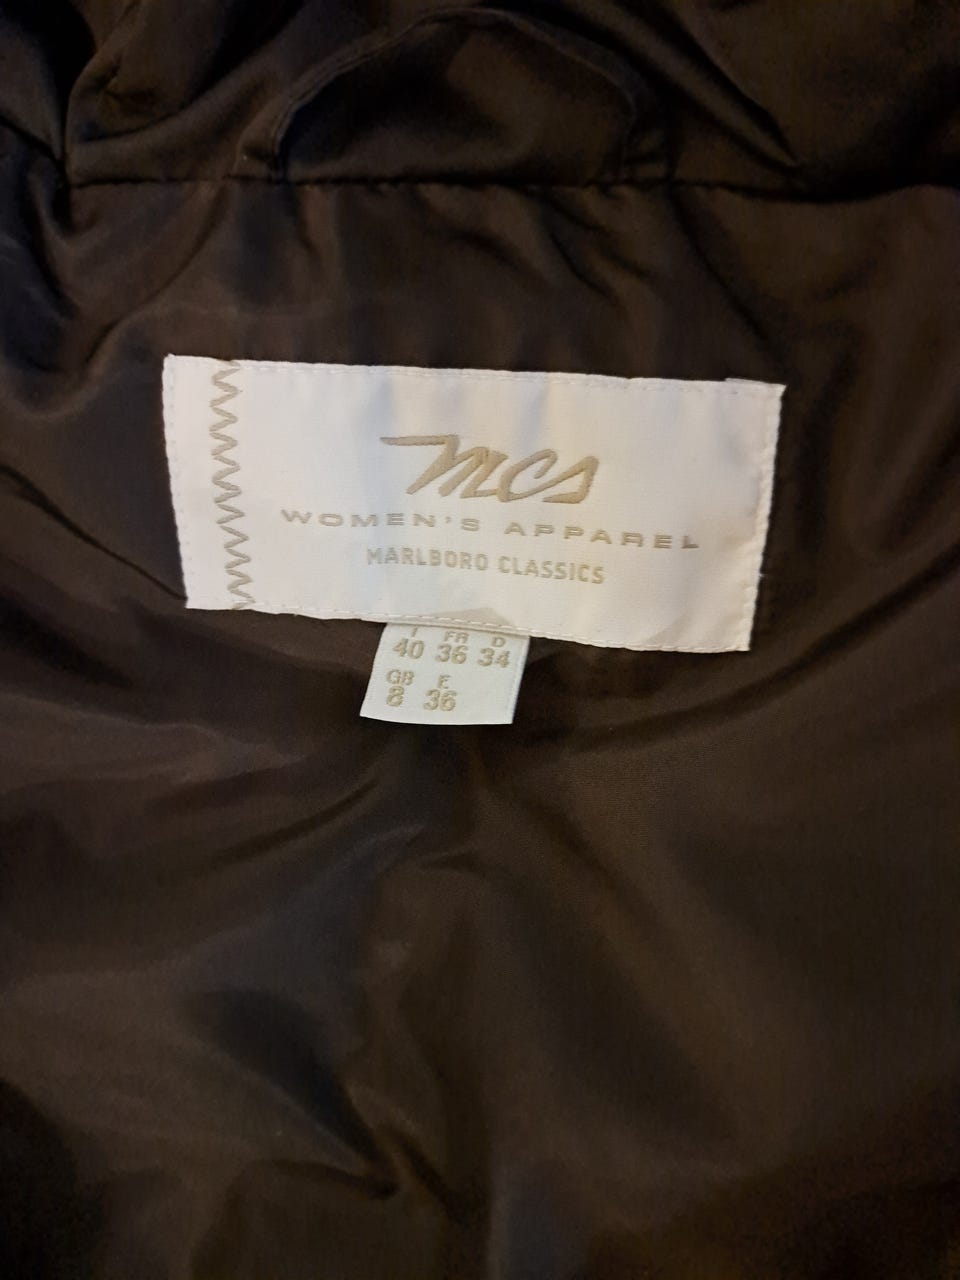 mcs
WOMEN'S APPAREL
MARLBORO CLASSICS
I FR D
40 36 34
GB E
8 36